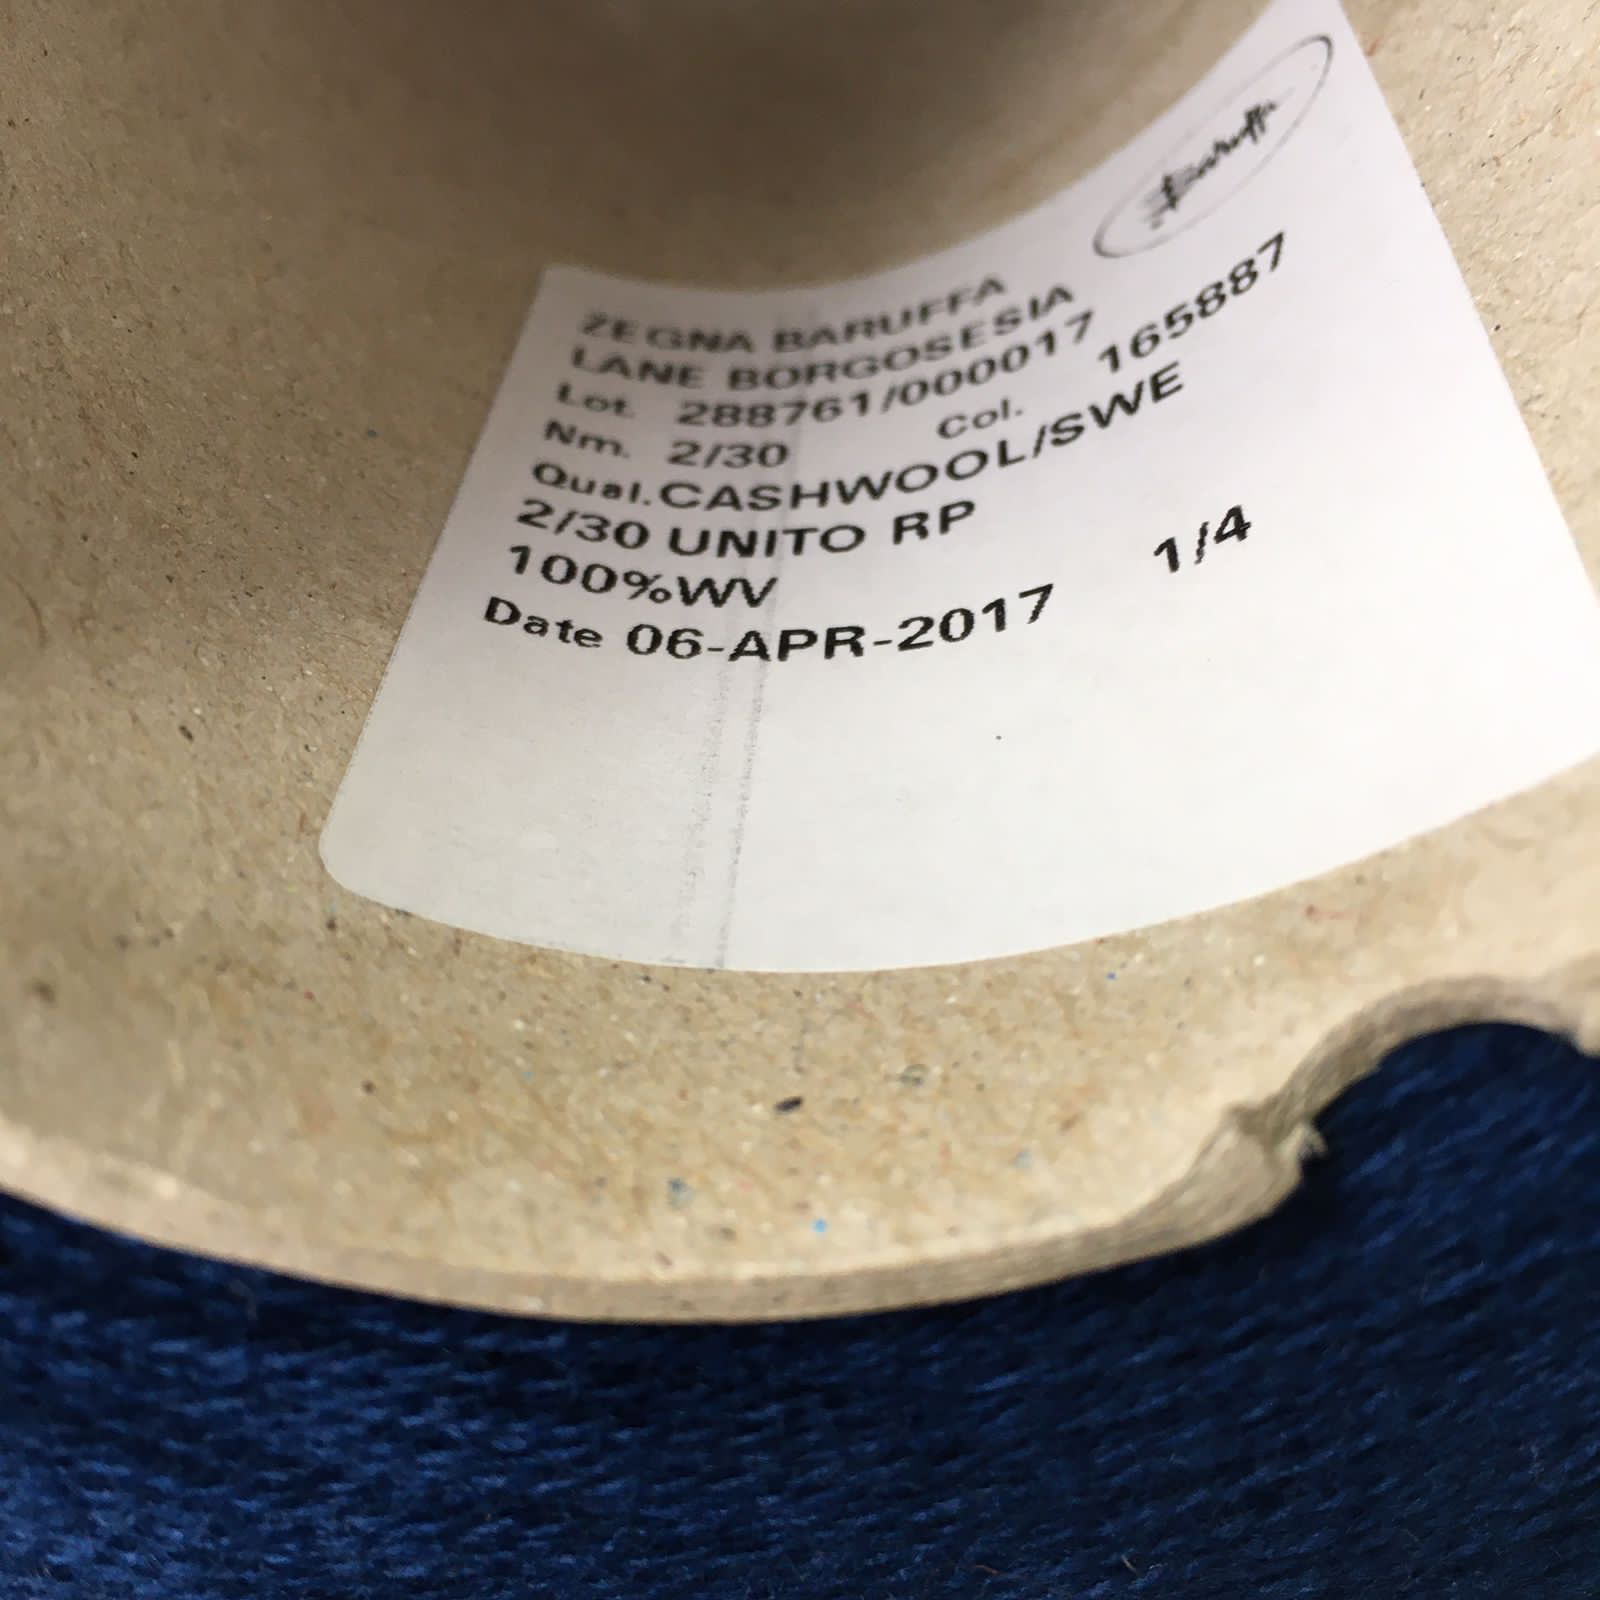 Baruffa
ZEGNA BARUFFA
LANE BORGOSESIA
Lot. 288761/000017
Nm. 2/30 Col. 165887
Qual.CASHWOOL/SWE
2/30 UNITO RP
100%WV 1/4
Date 06-APR-2017